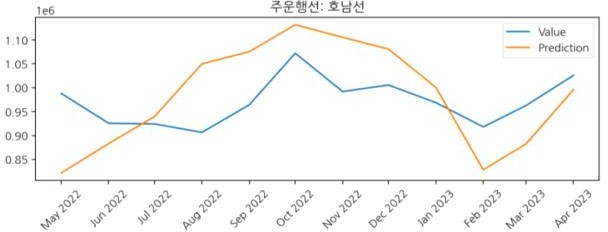 주운행선: 호남선
1e6
Value
Prediction
1.10
1.05
1.00
0.95
0.90
0.85
May 2022
Jun 2022
Jul 2022
Aug 2022
Sep 2022
Oct 2022
Nov 2022
Dec 2022
Jan 2023
Feb 2023
Mar 2023
Apr 2023